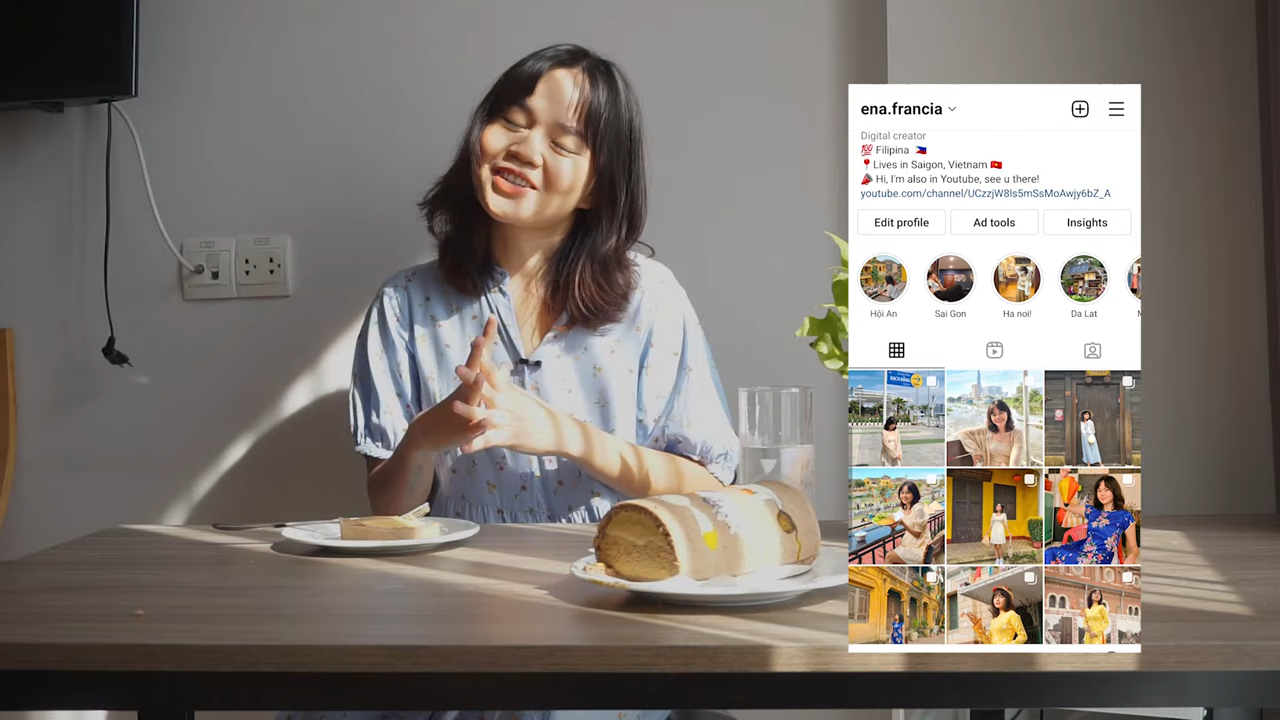 ena.francia
Digital creator
💯 Filipina 🇵🇭
📍Lives in Saigon, Vietnam 🇻🇳
📣 Hi, I'm also in Youtube, see u there!
youtube.com/channel/UCzzjW8ls5mSsMoAwjy6bZ_A
Edit profile Ad tools Insights
Hội An Sai Gon Ha noi! Da Lat